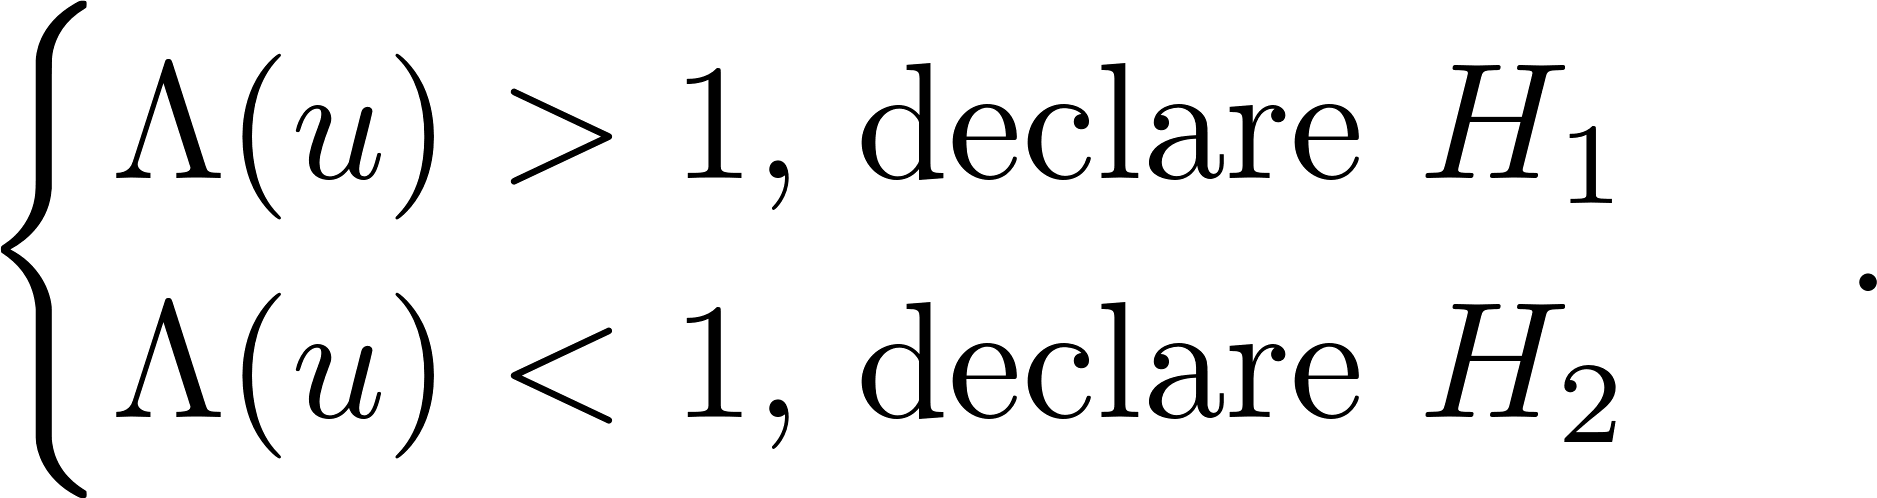 Λ(u) > 1, declare H₁
Λ(u) < 1, declare H₂ .